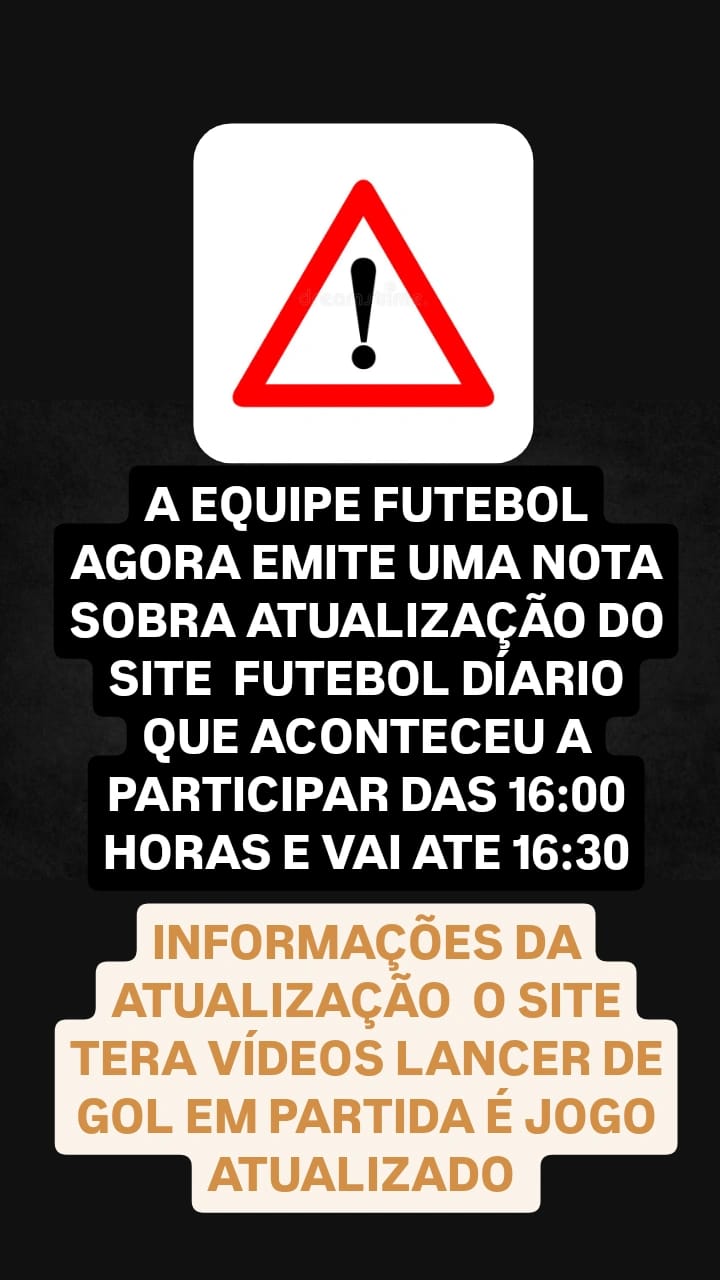 A EQUIPE FUTEBOL
AGORA EMITE UMA NOTA
SOBRA ATUALIZAÇÃO DO
SITE FUTEBOL DÍARIO
QUE ACONTECEU A
PARTICIPAR DAS 16:00
HORAS E VAI ATE 16:30
INFORMAÇÕES DA
ATUALIZAÇÃO O SITE
TERA VÍDEOS LANCER DE
GOL EM PARTIDA É JOGO
ATUALIZADO